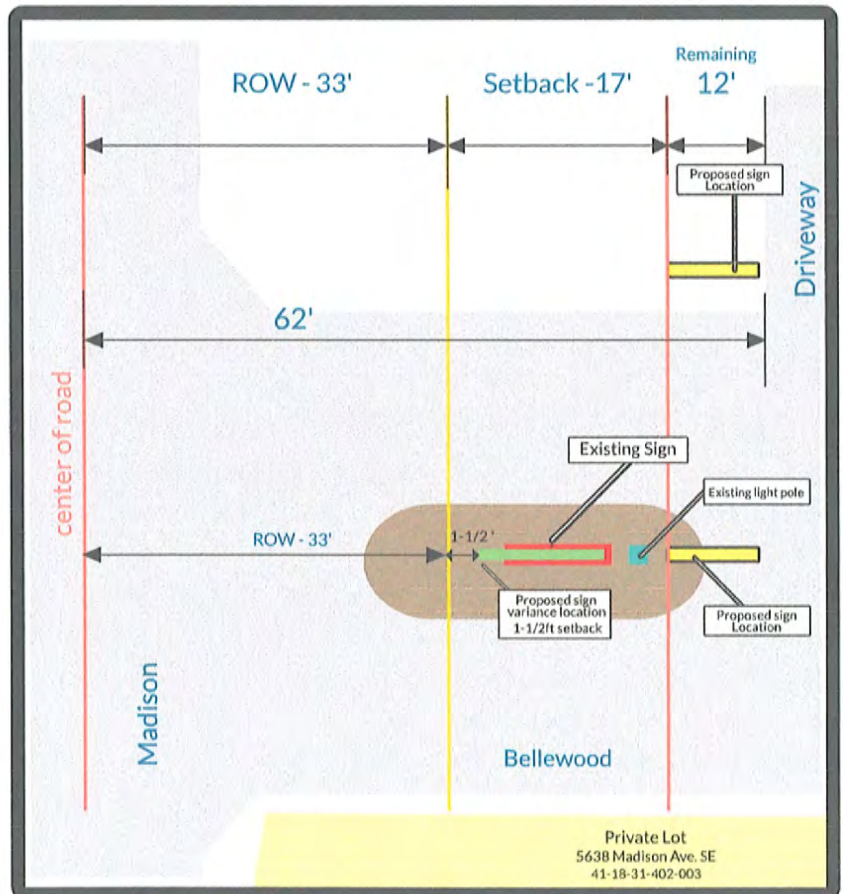 Remaining
ROW - 33'
Setback -17'
12'
Proposed sign
Location
Driveway
62'
center of road
Existing Sign
Existing light pole
ROW - 33'
1-1/2'
Proposed sign
variance location
1-1/2ft setback
Proposed sign
Location
Madison
Bellewood
Private Lot
5638 Madison Ave. SE
41-18-31-402-003